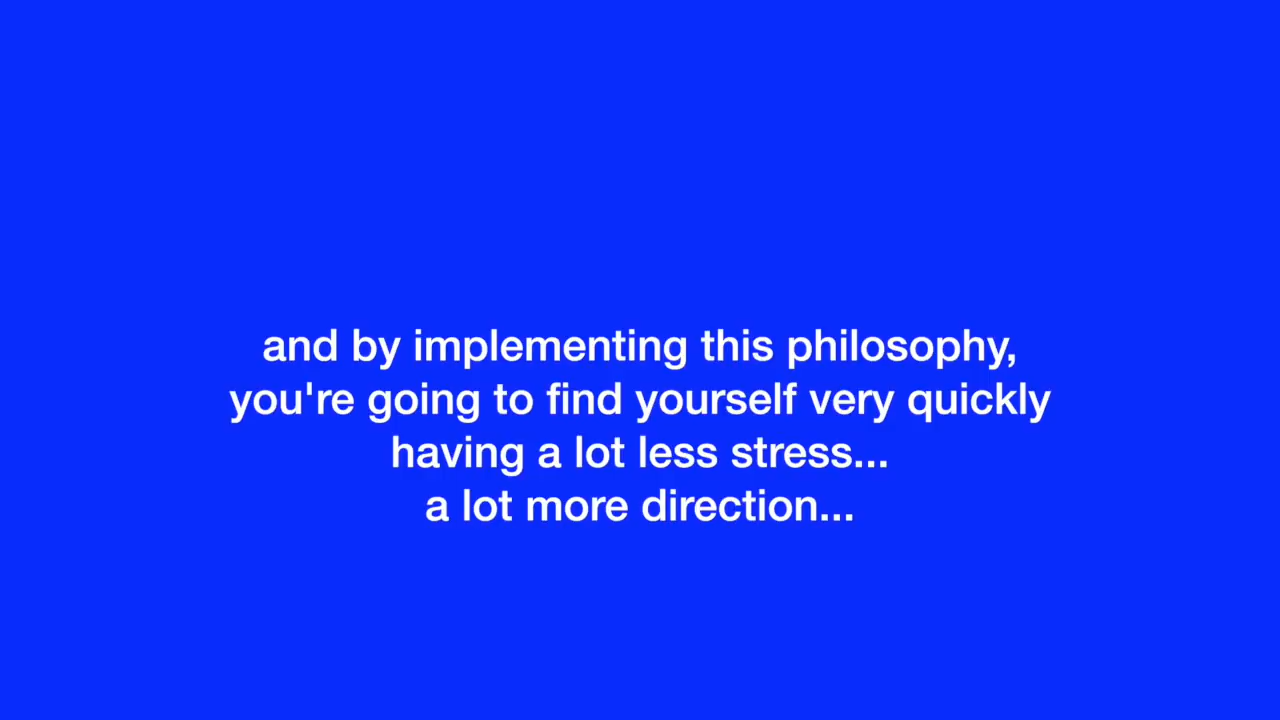 and by implementing this philosophy,
you're going to find yourself very quickly
having a lot less stress...
a lot more direction...